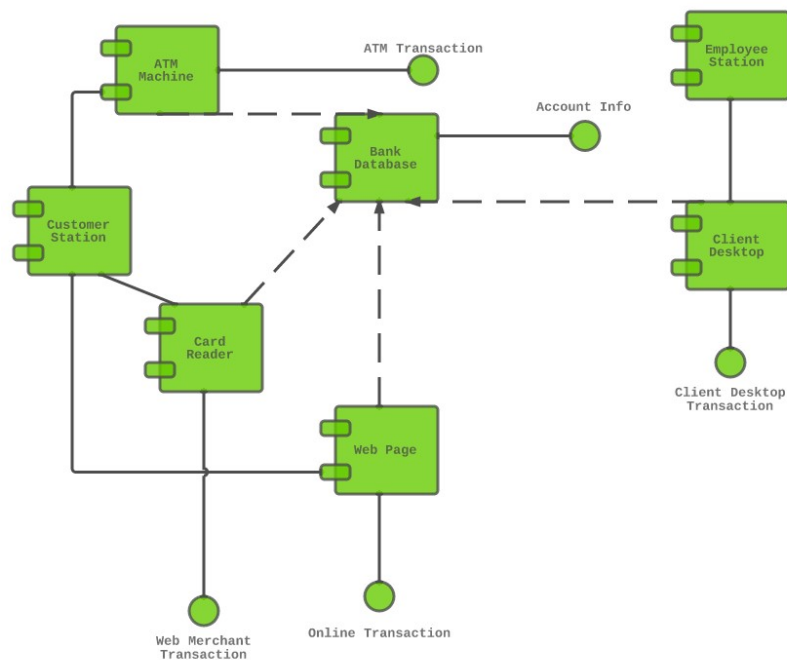 ATM Transaction
ATM
Machine
Employee
Station
Account Info
Bank
Database
Customer
Station
Client
Desktop
Card
Reader
Client Desktop
Transaction
Web Page
Online Transaction
Web Merchant
Transaction